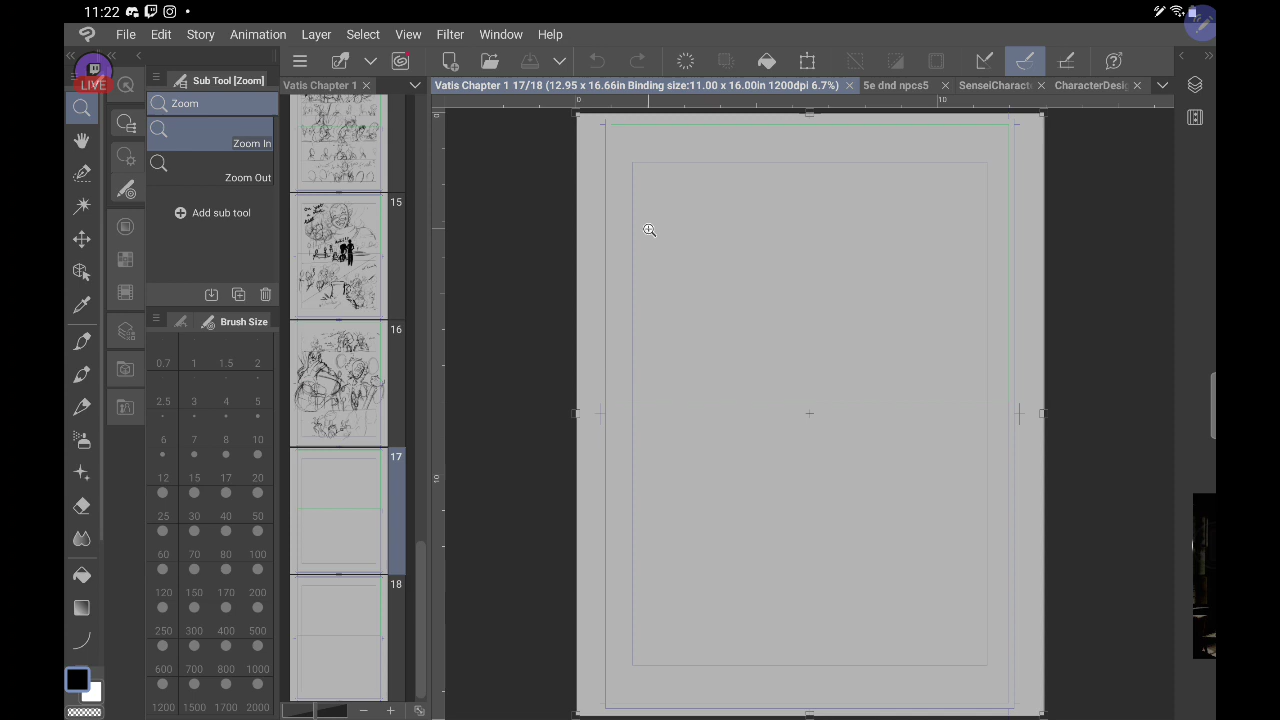 11:22
File Edit Story Animation Layer Select View Filter Window Help
LIVE
Sub Tool [Zoom]
Vatis Chapter 1
Vatis Chapter 1 17/18 (12.95 x 16.66in Binding size:11.00 x 16.00in 1200dpi 6.7%)
5e dnd npcs5
SenseiCharact
CharacterDesi
Zoom
Zoom In
Zoom Out
Add sub tool
Brush Size
0.7 1 1.5 2
2.5 3 4 5
6 7 8 10
12 15 17 20
25 30 40 50
60 70 80 100
120 150 170 200
250 300 400 500
600 700 800 1000
1200 1500 1700 2000
15
16
17
18
0 10
0
10